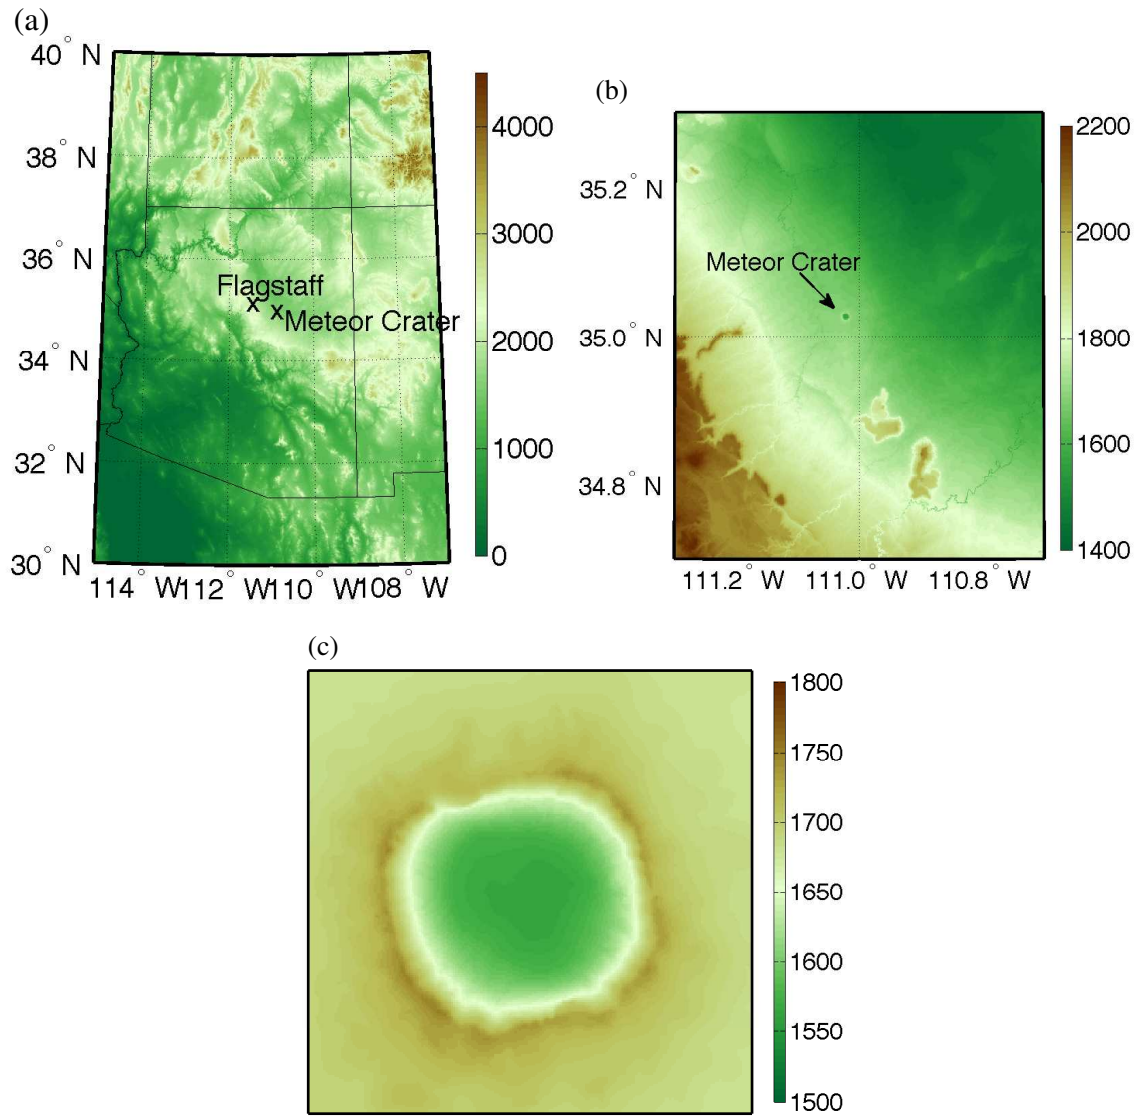 (a)
40° N
38° N
36° N
34° N
32° N
30° N
114° W
112° W
110° W
108° W
Flagstaff
x
x
Meteor Crater
4000
3000
2000
1000
0
(b)
35.2° N
35.0° N
34.8° N
111.2° W
111.0° W
110.8° W
Meteor Crater
2200
2000
1800
1600
1400
(c)
1800
1750
1700
1650
1600
1550
1500